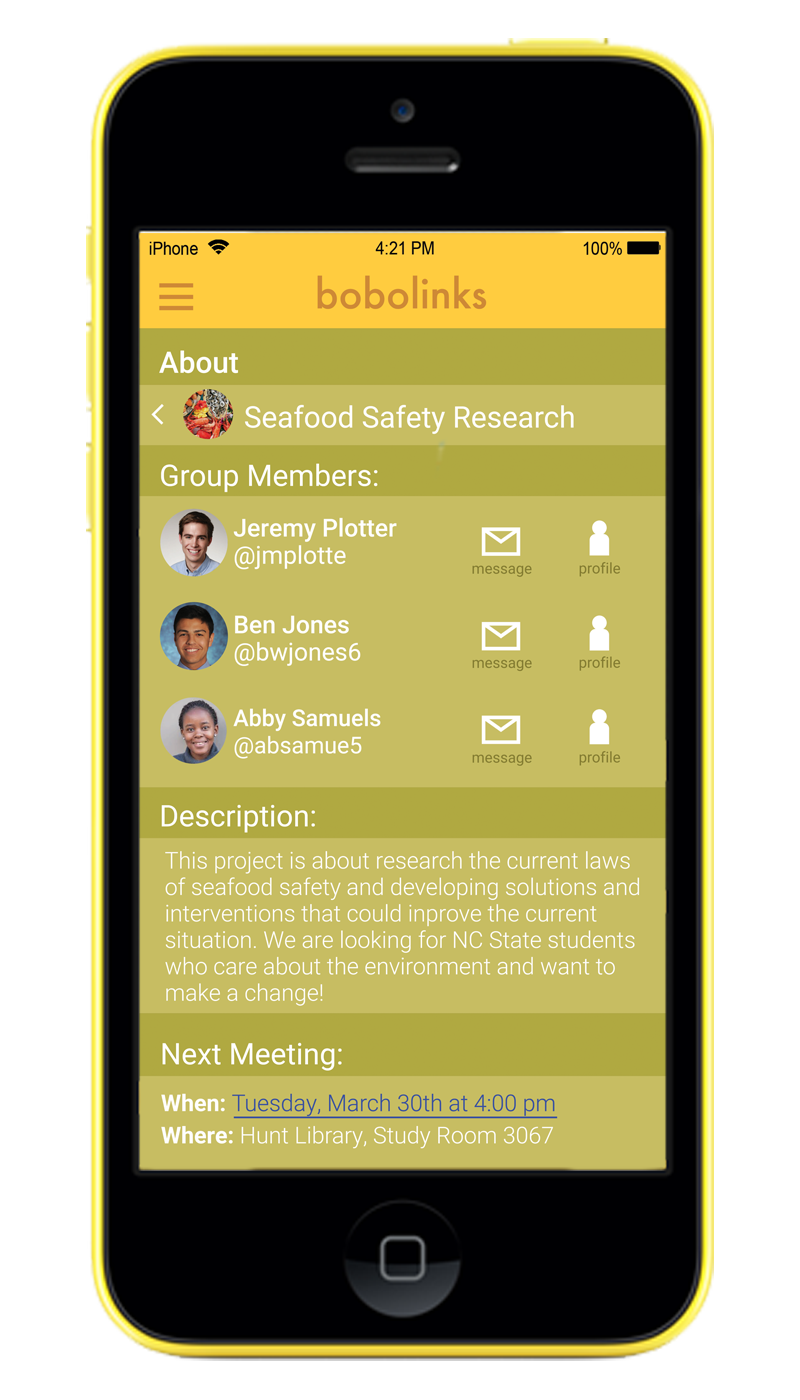 iPhone 4:21 PM 100%
bobolinks
About
Seafood Safety Research
Group Members:
Jeremy Plotter
@jmplotte
message profile
Ben Jones
@bwjones6
message profile
Abby Samuels
@absamue5
message profile
Description:
This project is about research the current laws
of seafood safety and developing solutions and
interventions that could inprove the current
situation. We are looking for NC State students
who care about the environment and want to
make a change!
Next Meeting:
When: Tuesday, March 30th at 4:00 pm
Where: Hunt Library, Study Room 3067